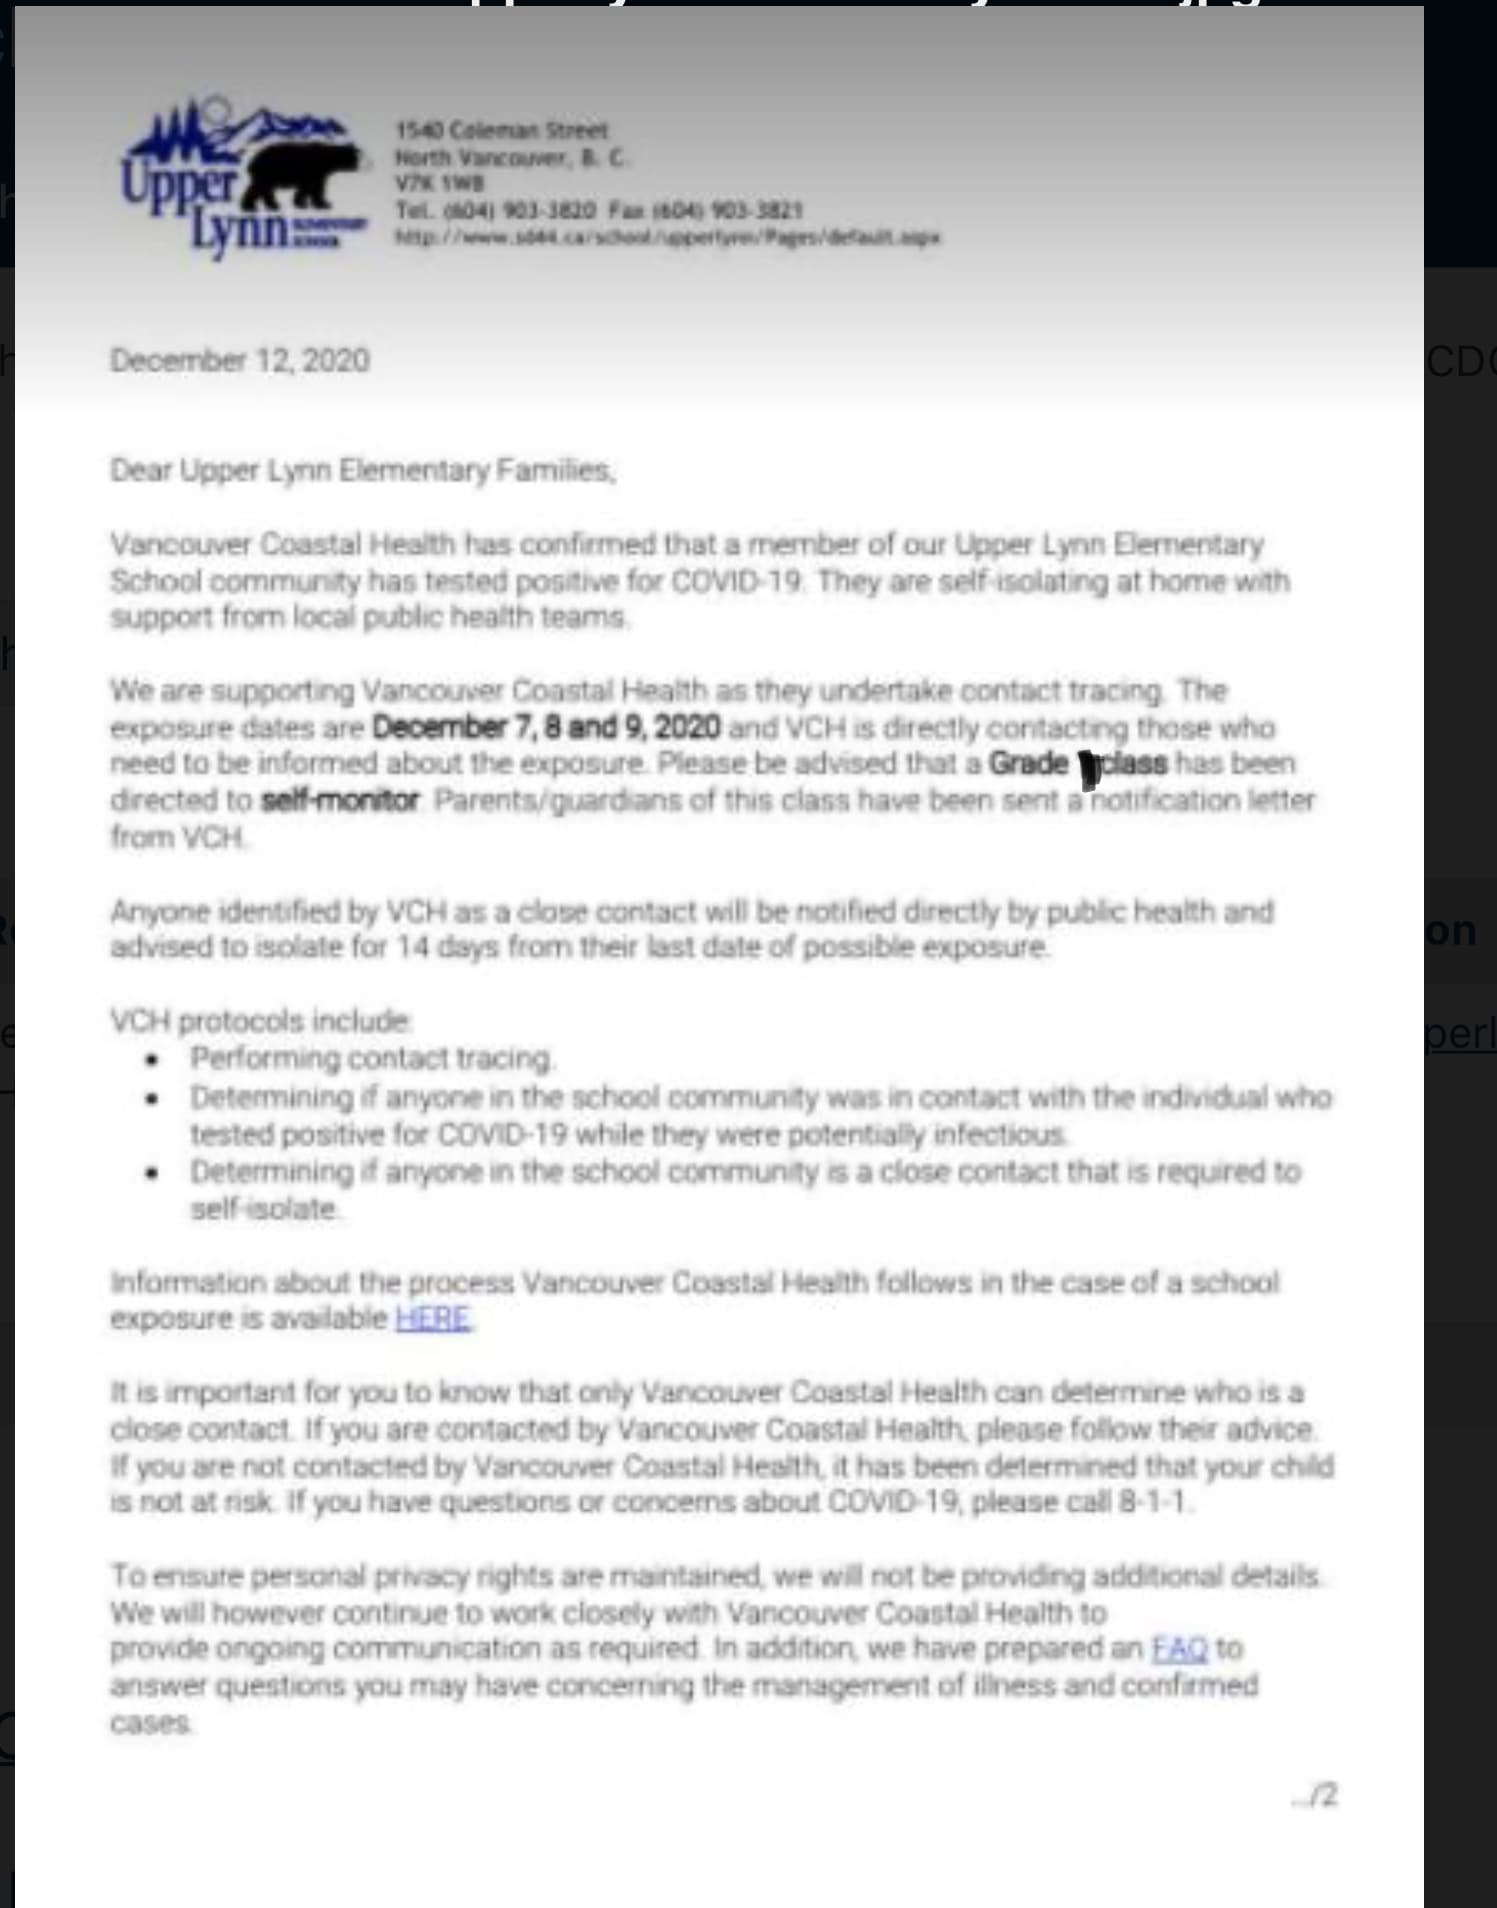 Upper
Lynn
1540 Coleman Street
North Vancouver, B. C.
V7K 1W8
Tel. (604) 903-3820 Fax (604) 903-3821
http://www.sd44.ca/school/upperlynn/Pages/default.aspx
December 12, 2020
Dear Upper Lynn Elementary Families,
Vancouver Coastal Health has confirmed that a member of our Upper Lynn Elementary
School community has tested positive for COVID-19. They are self-isolating at home with
support from local public health teams.
We are supporting Vancouver Coastal Health as they undertake contact tracing. The
exposure dates are December 7, 8 and 9, 2020 and VCH is directly contacting those who
need to be informed about the exposure. Please be advised that a Grade class has been
directed to self-monitor. Parents/guardians of this class have been sent a notification letter
from VCH.
Anyone identified by VCH as a close contact will be notified directly by public health and
advised to isolate for 14 days from their last date of possible exposure.
VCH protocols include:
• Performing contact tracing.
• Determining if anyone in the school community was in contact with the individual who
tested positive for COVID-19 while they were potentially infectious.
• Determining if anyone in the school community is a close contact that is required to
self-isolate.
Information about the process Vancouver Coastal Health follows in the case of a school
exposure is available HERE.
It is important for you to know that only Vancouver Coastal Health can determine who is a
close contact. If you are contacted by Vancouver Coastal Health, please follow their advice.
If you are not contacted by Vancouver Coastal Health, it has been determined that your child
is not at risk. If you have questions or concerns about COVID-19, please call 8-1-1.
To ensure personal privacy rights are maintained, we will not be providing additional details.
We will however continue to work closely with Vancouver Coastal Health to
provide ongoing communication as required. In addition, we have prepared an FAQ to
answer questions you may have concerning the management of illness and confirmed
cases.
.../2